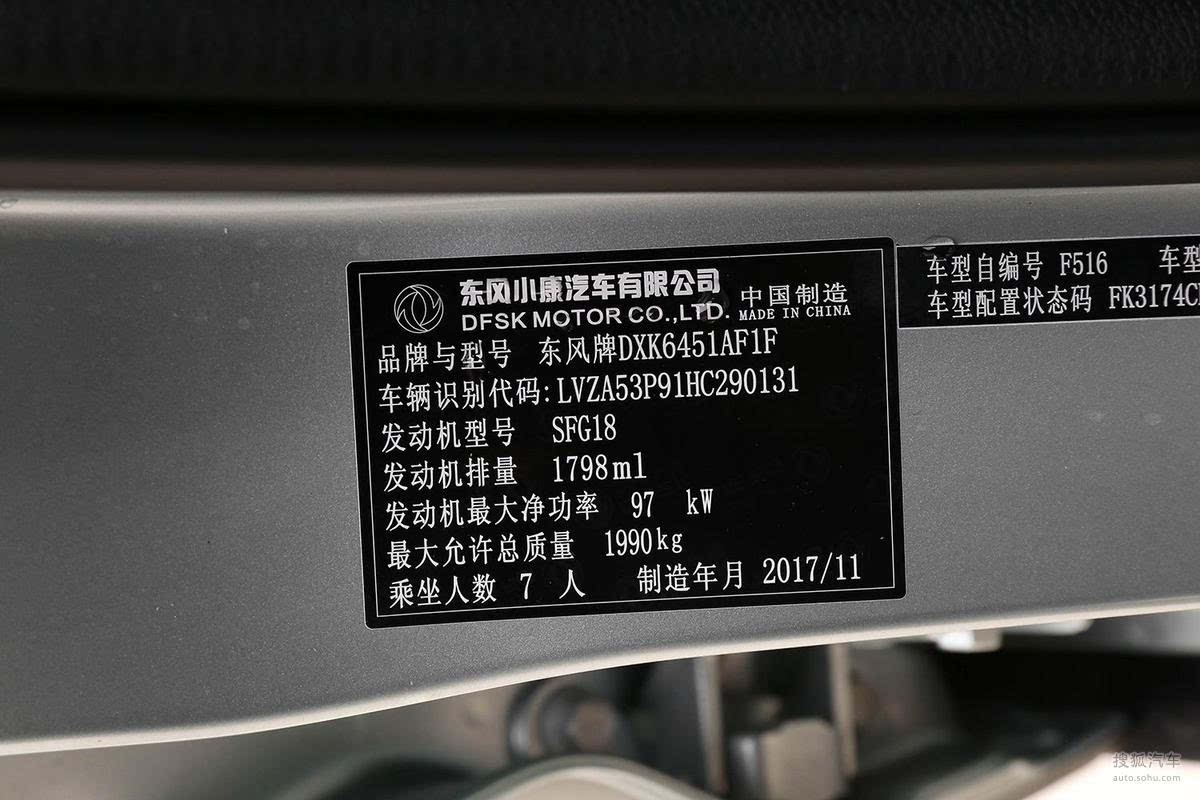 东风小康汽车有限公司
DFSK MOTOR CO.,LTD.
中国制造
MADE IN CHINA
品牌与型号 东风牌DXK6451AF1F
车辆识别代码:LVZA53P91HC290131
发动机型号 SFG18
发动机排量 1798ml
发动机最大净功率 97 kW
最大允许总质量 1990kg
乘坐人数 7 人 制造年月 2017/11
车型自编号 F516 车型
车型配置状态码 FK3174C
搜狐汽车
auto.sohu.com